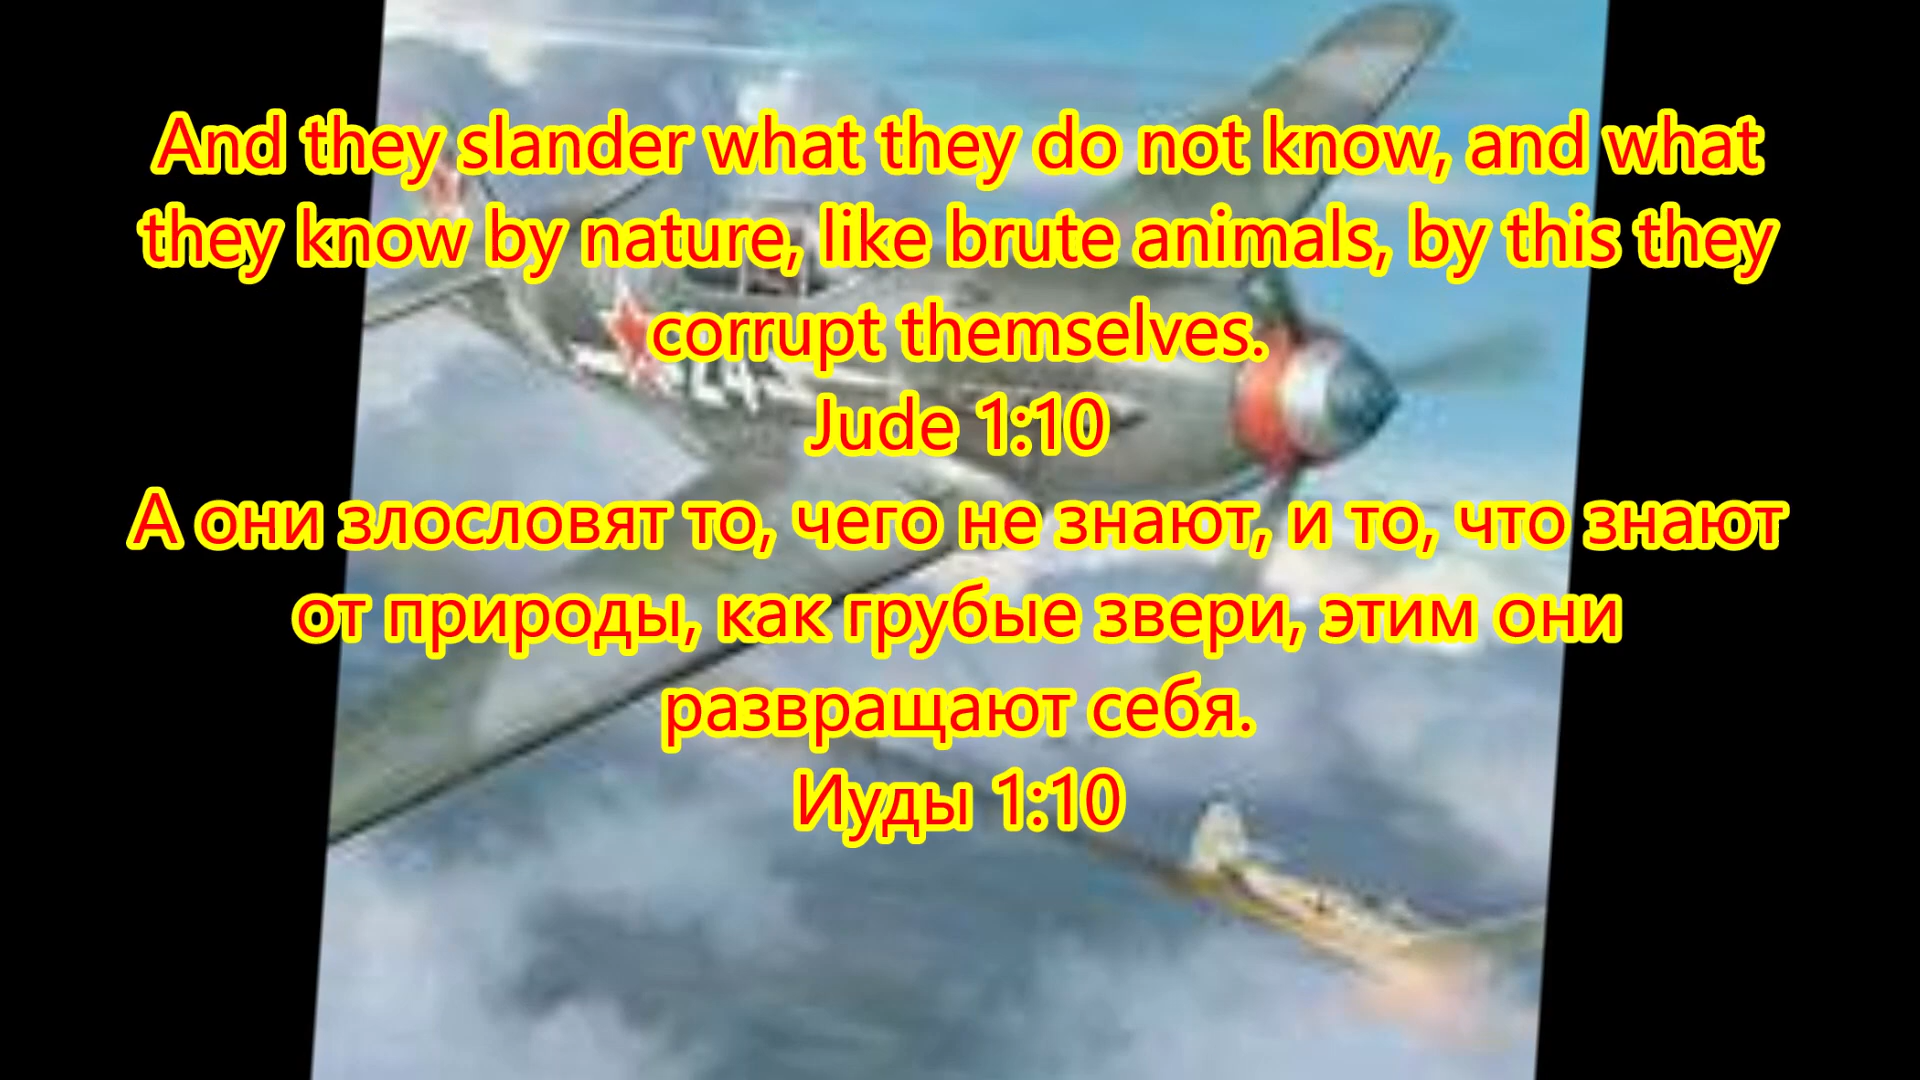 And they slander what they do not know, and what
they know by nature, like brute animals, by this they
corrupt themselves.
Jude 1:10
А они злословят то, чего не знают, и то, что знают
от природы, как грубые звери, этим они
развращают себя.
Иуды 1:10